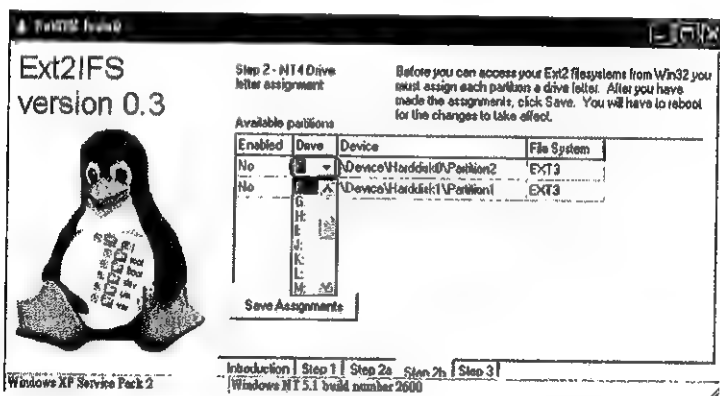 Ext2IFS
version 0.3
Step 2 - NT4 Drive
letter assignment
Before you can access your Ext2 filesystems from Win32 you
must assign each partition a drive letter. After you have
made the assignments, click Save. You will have to reboot
for the changes to take effect.
Available partitions
Enabled Drive Device File System
No \Device\Harddisk0\Partition2 EXT3
No \Device\Harddisk1\Partition1 EXT3
G:
H:
I:
J:
K:
L:
M:
Save Assignments
Introduction Step 1 Step 2a Step 2b Step 3
Windows XP Service Pack 2 Windows NT 5.1 build number 2600